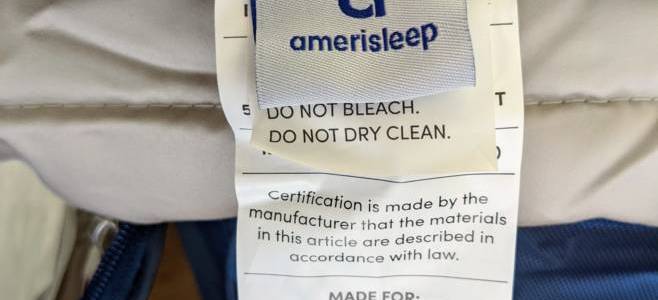 amerisleep
DO NOT BLEACH.
DO NOT DRY CLEAN.
Certification is made by the
manufacturer that the materials
in this article are described in
accordance with law.
MADE FOR: